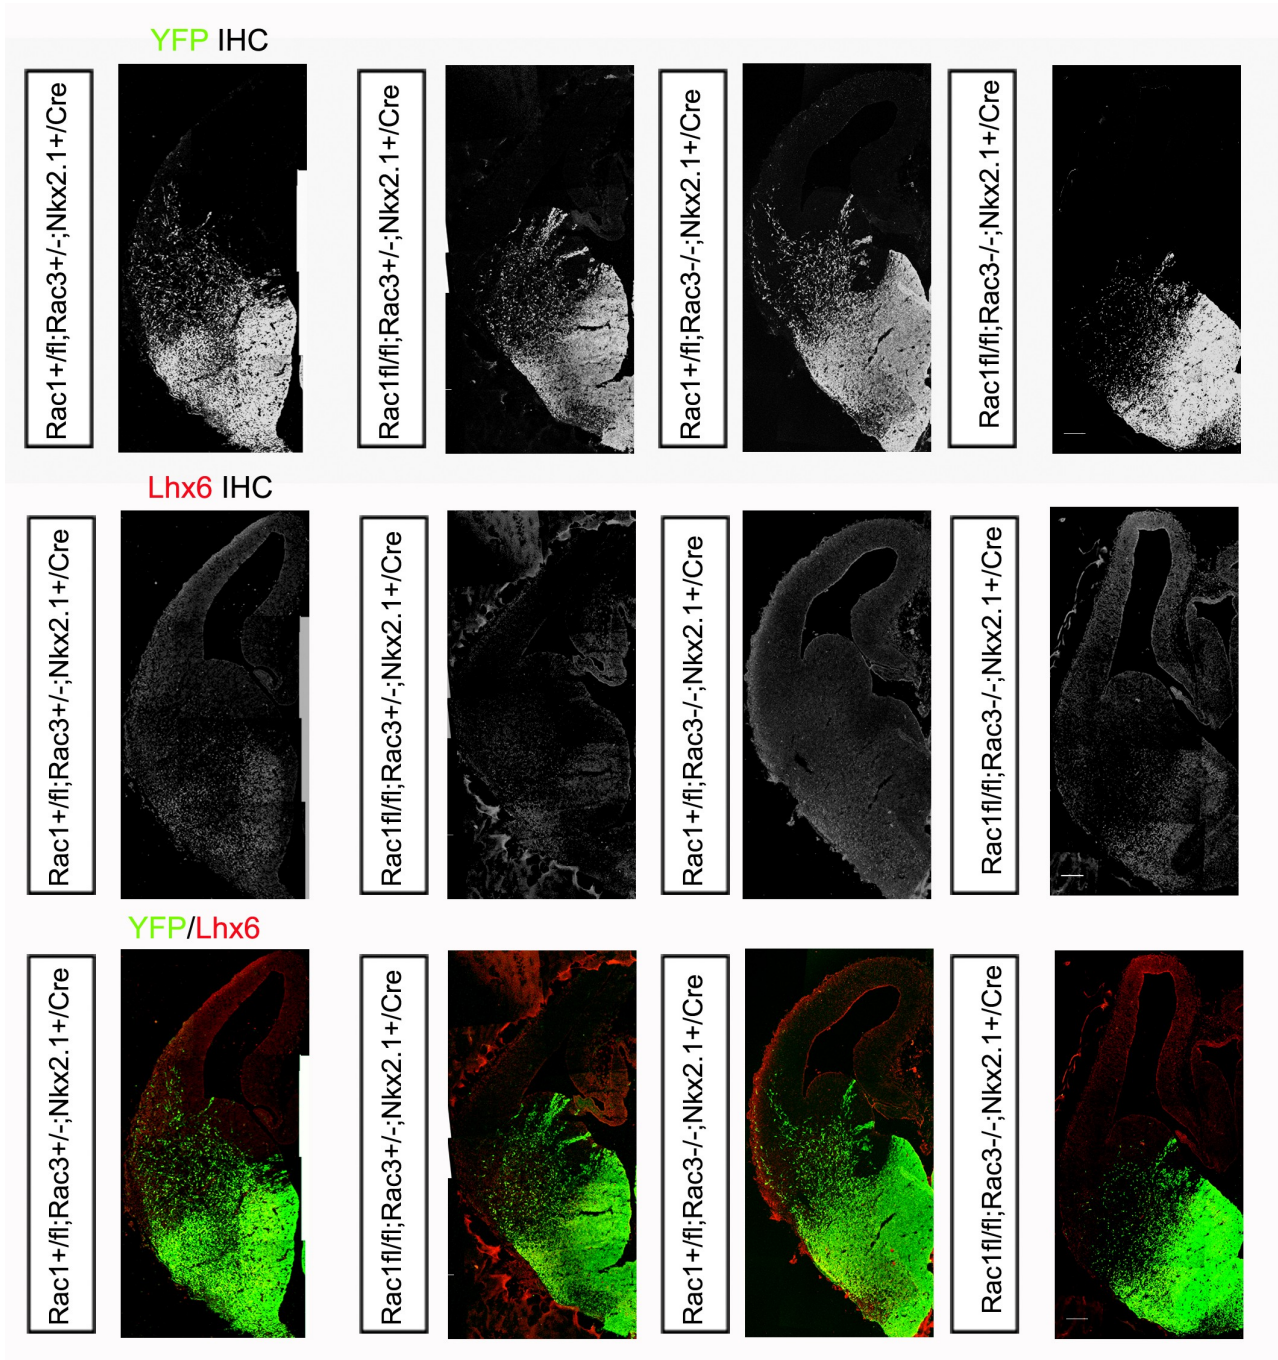 YFP IHC
Rac1+/fl;Rac3+/-;Nkx2.1+/Cre
Rac1fl/fl;Rac3+/-;Nkx2.1+/Cre
Rac1+/fl;Rac3-/-;Nkx2.1+/Cre
Rac1fl/fl;Rac3-/-;Nkx2.1+/Cre
Lhx6 IHC
Rac1+/fl;Rac3+/-;Nkx2.1+/Cre
Rac1fl/fl;Rac3+/-;Nkx2.1+/Cre
Rac1+/fl;Rac3-/-;Nkx2.1+/Cre
Rac1fl/fl;Rac3-/-;Nkx2.1+/Cre
YFP/Lhx6
Rac1+/fl;Rac3+/-;Nkx2.1+/Cre
Rac1fl/fl;Rac3+/-;Nkx2.1+/Cre
Rac1+/fl;Rac3-/-;Nkx2.1+/Cre
Rac1fl/fl;Rac3-/-;Nkx2.1+/Cre